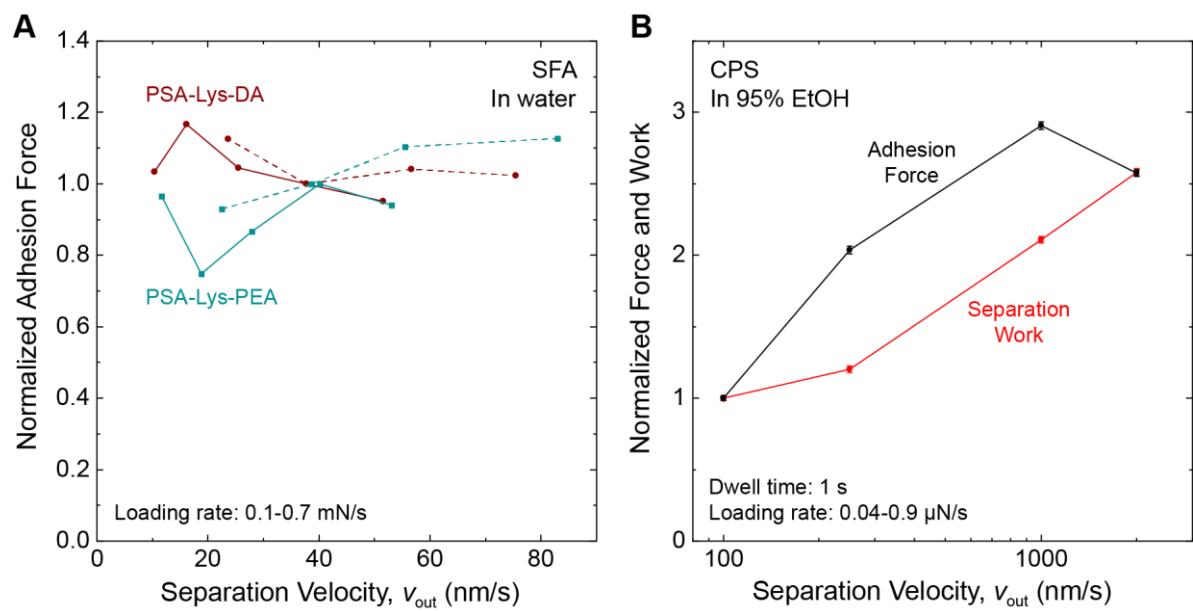 A
Normalized Adhesion Force
1.4
1.2
1.0
0.8
0.6
0.4
0.2
0.0
PSA-Lys-DA
SFA
In water
PSA-Lys-PEA
Loading rate: 0.1-0.7 mN/s
0
20
40
60
80
Separation Velocity, vout (nm/s)
B
Normalized Force and Work
3
2
1
0
CPS
In 95% EtOH
Adhesion
Force
Separation
Work
Dwell time: 1 s
Loading rate: 0.04-0.9 µN/s
100
1000
Separation Velocity, vout (nm/s)